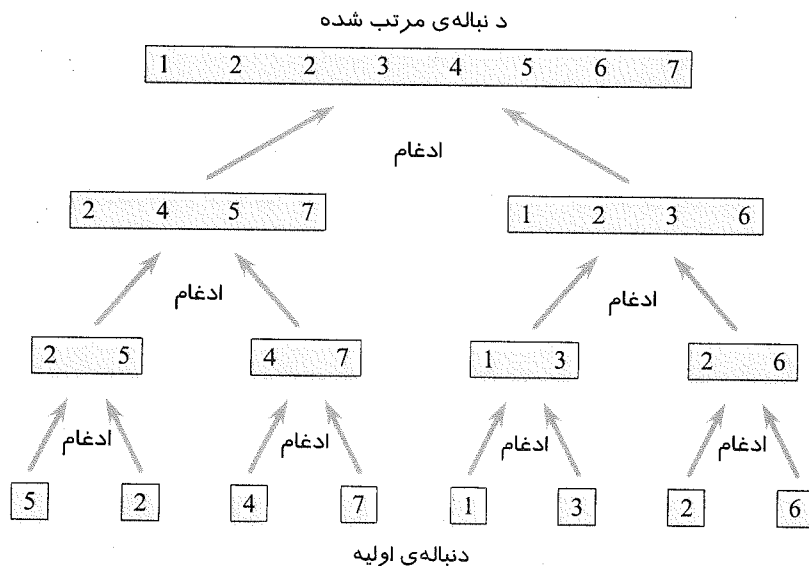 دنباله‌ی مرتب شده
1 2 2 3 4 5 6 7
ادغام
2 4 5 7
1 2 3 6
ادغام
ادغام
2 5
4 7
1 3
2 6
ادغام
ادغام
ادغام
ادغام
5
2
4
7
1
3
2
6
دنباله‌ی اولیه